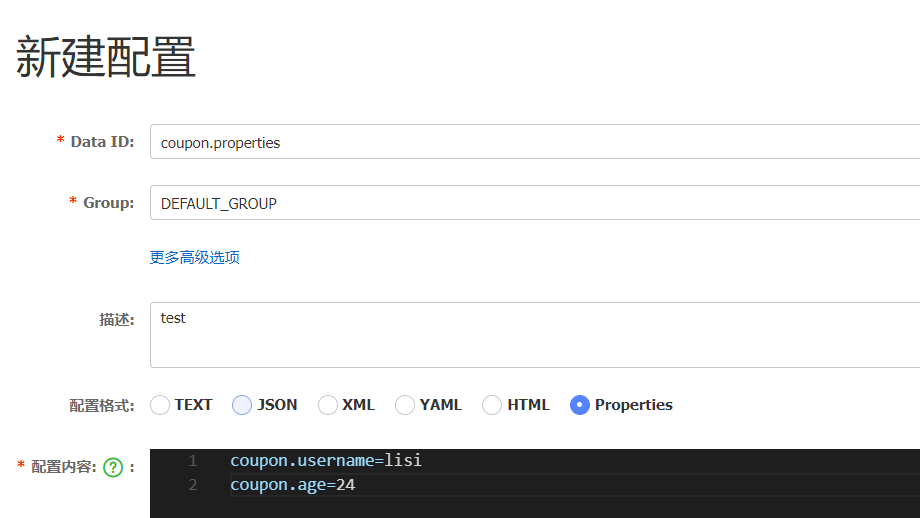 新建配置
* Data ID: coupon.properties
* Group: DEFAULT_GROUP
更多高级选项
描述: test
配置格式: TEXT JSON XML YAML HTML Properties
* 配置内容: ? :
1 coupon.username=lisi
2 coupon.age=24